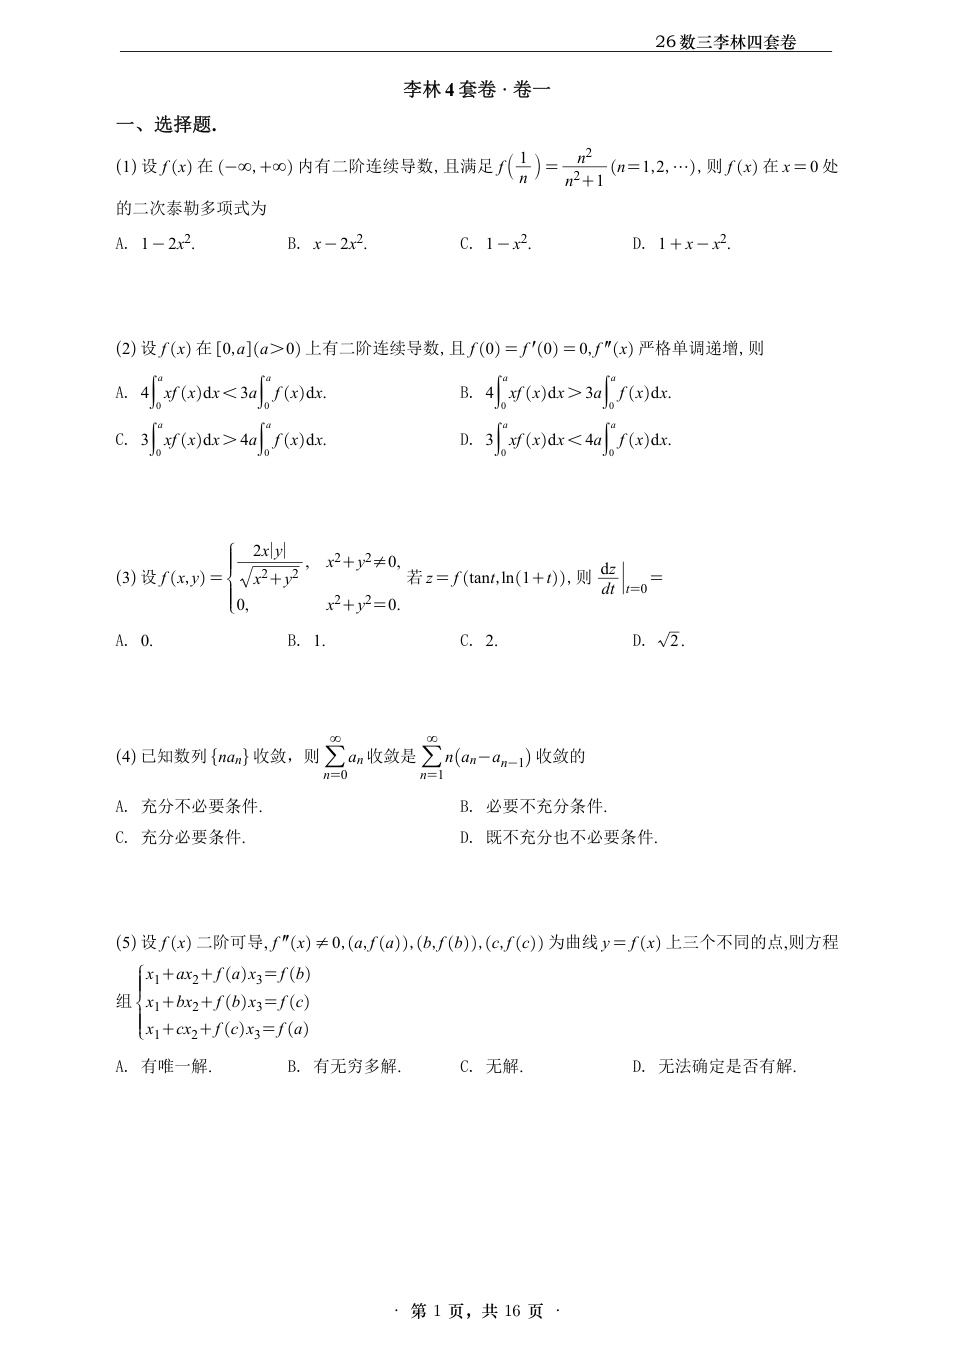 26数三李林四套卷
李林4套卷·卷一
一、选择题.
(1) 设 f(x) 在 (−∞,+∞) 内有二阶连续导数, 且满足 f(1/n) = n²/(n²+1) (n=1,2,⋯), 则 f(x) 在 x=0 处
的二次泰勒多项式为
A. 1−2x². B. x−2x². C. 1−x². D. 1+x−x².
(2) 设 f(x) 在 [0,a](a>0) 上有二阶连续导数, 且 f(0)=f′(0)=0, f″(x) 严格单调递增, 则
A. 4∫₀ᵃ xf(x)dx < 3a∫₀ᵃ f(x)dx. B. 4∫₀ᵃ xf(x)dx > 3a∫₀ᵃ f(x)dx.
C. 3∫₀ᵃ xf(x)dx > 4a∫₀ᵃ f(x)dx. D. 3∫₀ᵃ xf(x)dx < 4a∫₀ᵃ f(x)dx.
(3) 设 f(x,y) = { 2x|y|/√(x²+y²), x²+y²≠0, 0, x²+y²=0. 若 z=f(tant,ln(1+t)), 则 dz/dt|t=0 =
A. 0. B. 1. C. 2. D. √2.
(4) 已知数列 {naₙ} 收敛，则 ∑(n=0→∞) aₙ 收敛是 ∑(n=1→∞) n(aₙ−aₙ₋₁) 收敛的
A. 充分不必要条件. B. 必要不充分条件.
C. 充分必要条件. D. 既不充分也不必要条件.
(5) 设 f(x) 二阶可导, f″(x)≠0, (a,f(a)),(b,f(b)),(c,f(c)) 为曲线 y=f(x) 上三个不同的点,则方程
x₁+ax₂+f(a)x₃=f(b)
组 { x₁+bx₂+f(b)x₃=f(c)
x₁+cx₂+f(c)x₃=f(a)
A. 有唯一解. B. 有无穷多解. C. 无解. D. 无法确定是否有解.
· 第 1 页，共 16 页 ·